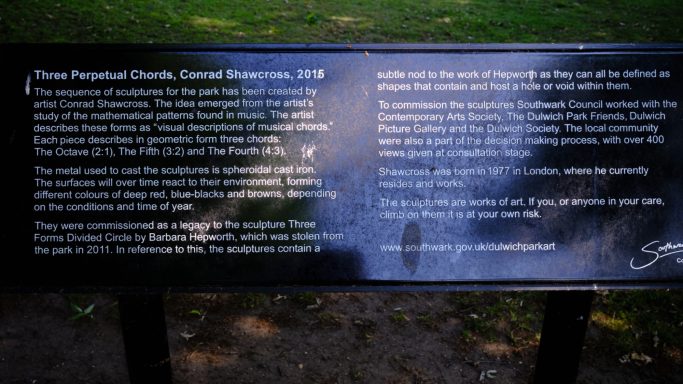 Three Perpetual Chords, Conrad Shawcross, 2015
The sequence of sculptures for the park has been created by
artist Conrad Shawcross. The idea emerged from the artist's
study of the mathematical patterns found in music. The artist
describes these forms as "visual descriptions of musical chords."
Each piece describes in geometric form three chords:
The Octave (2:1), The Fifth (3:2) and The Fourth (4:3).
The metal used to cast the sculptures is spheroidal cast iron.
The surfaces will over time react to their environment, forming
different colours of deep red, blue-blacks and browns, depending
on the conditions and time of year.
They were commissioned as a legacy to the sculpture Three
Forms Divided Circle by Barbara Hepworth, which was stolen from
the park in 2011. In reference to this, the sculptures contain a
subtle nod to the work of Hepworth as they can all be defined as
shapes that contain and host a hole or void within them.
To commission the sculptures Southwark Council worked with the
Contemporary Arts Society, The Dulwich Park Friends, Dulwich
Picture Gallery and the Dulwich Society. The local community
were also a part of the decision making process, with over 400
views given at consultation stage.
Shawcross was born in 1977 in London, where he currently
resides and works.
The sculptures are works of art. If you, or anyone in your care,
climb on them it is at your own risk.
www.southwark.gov.uk/dulwichparkart